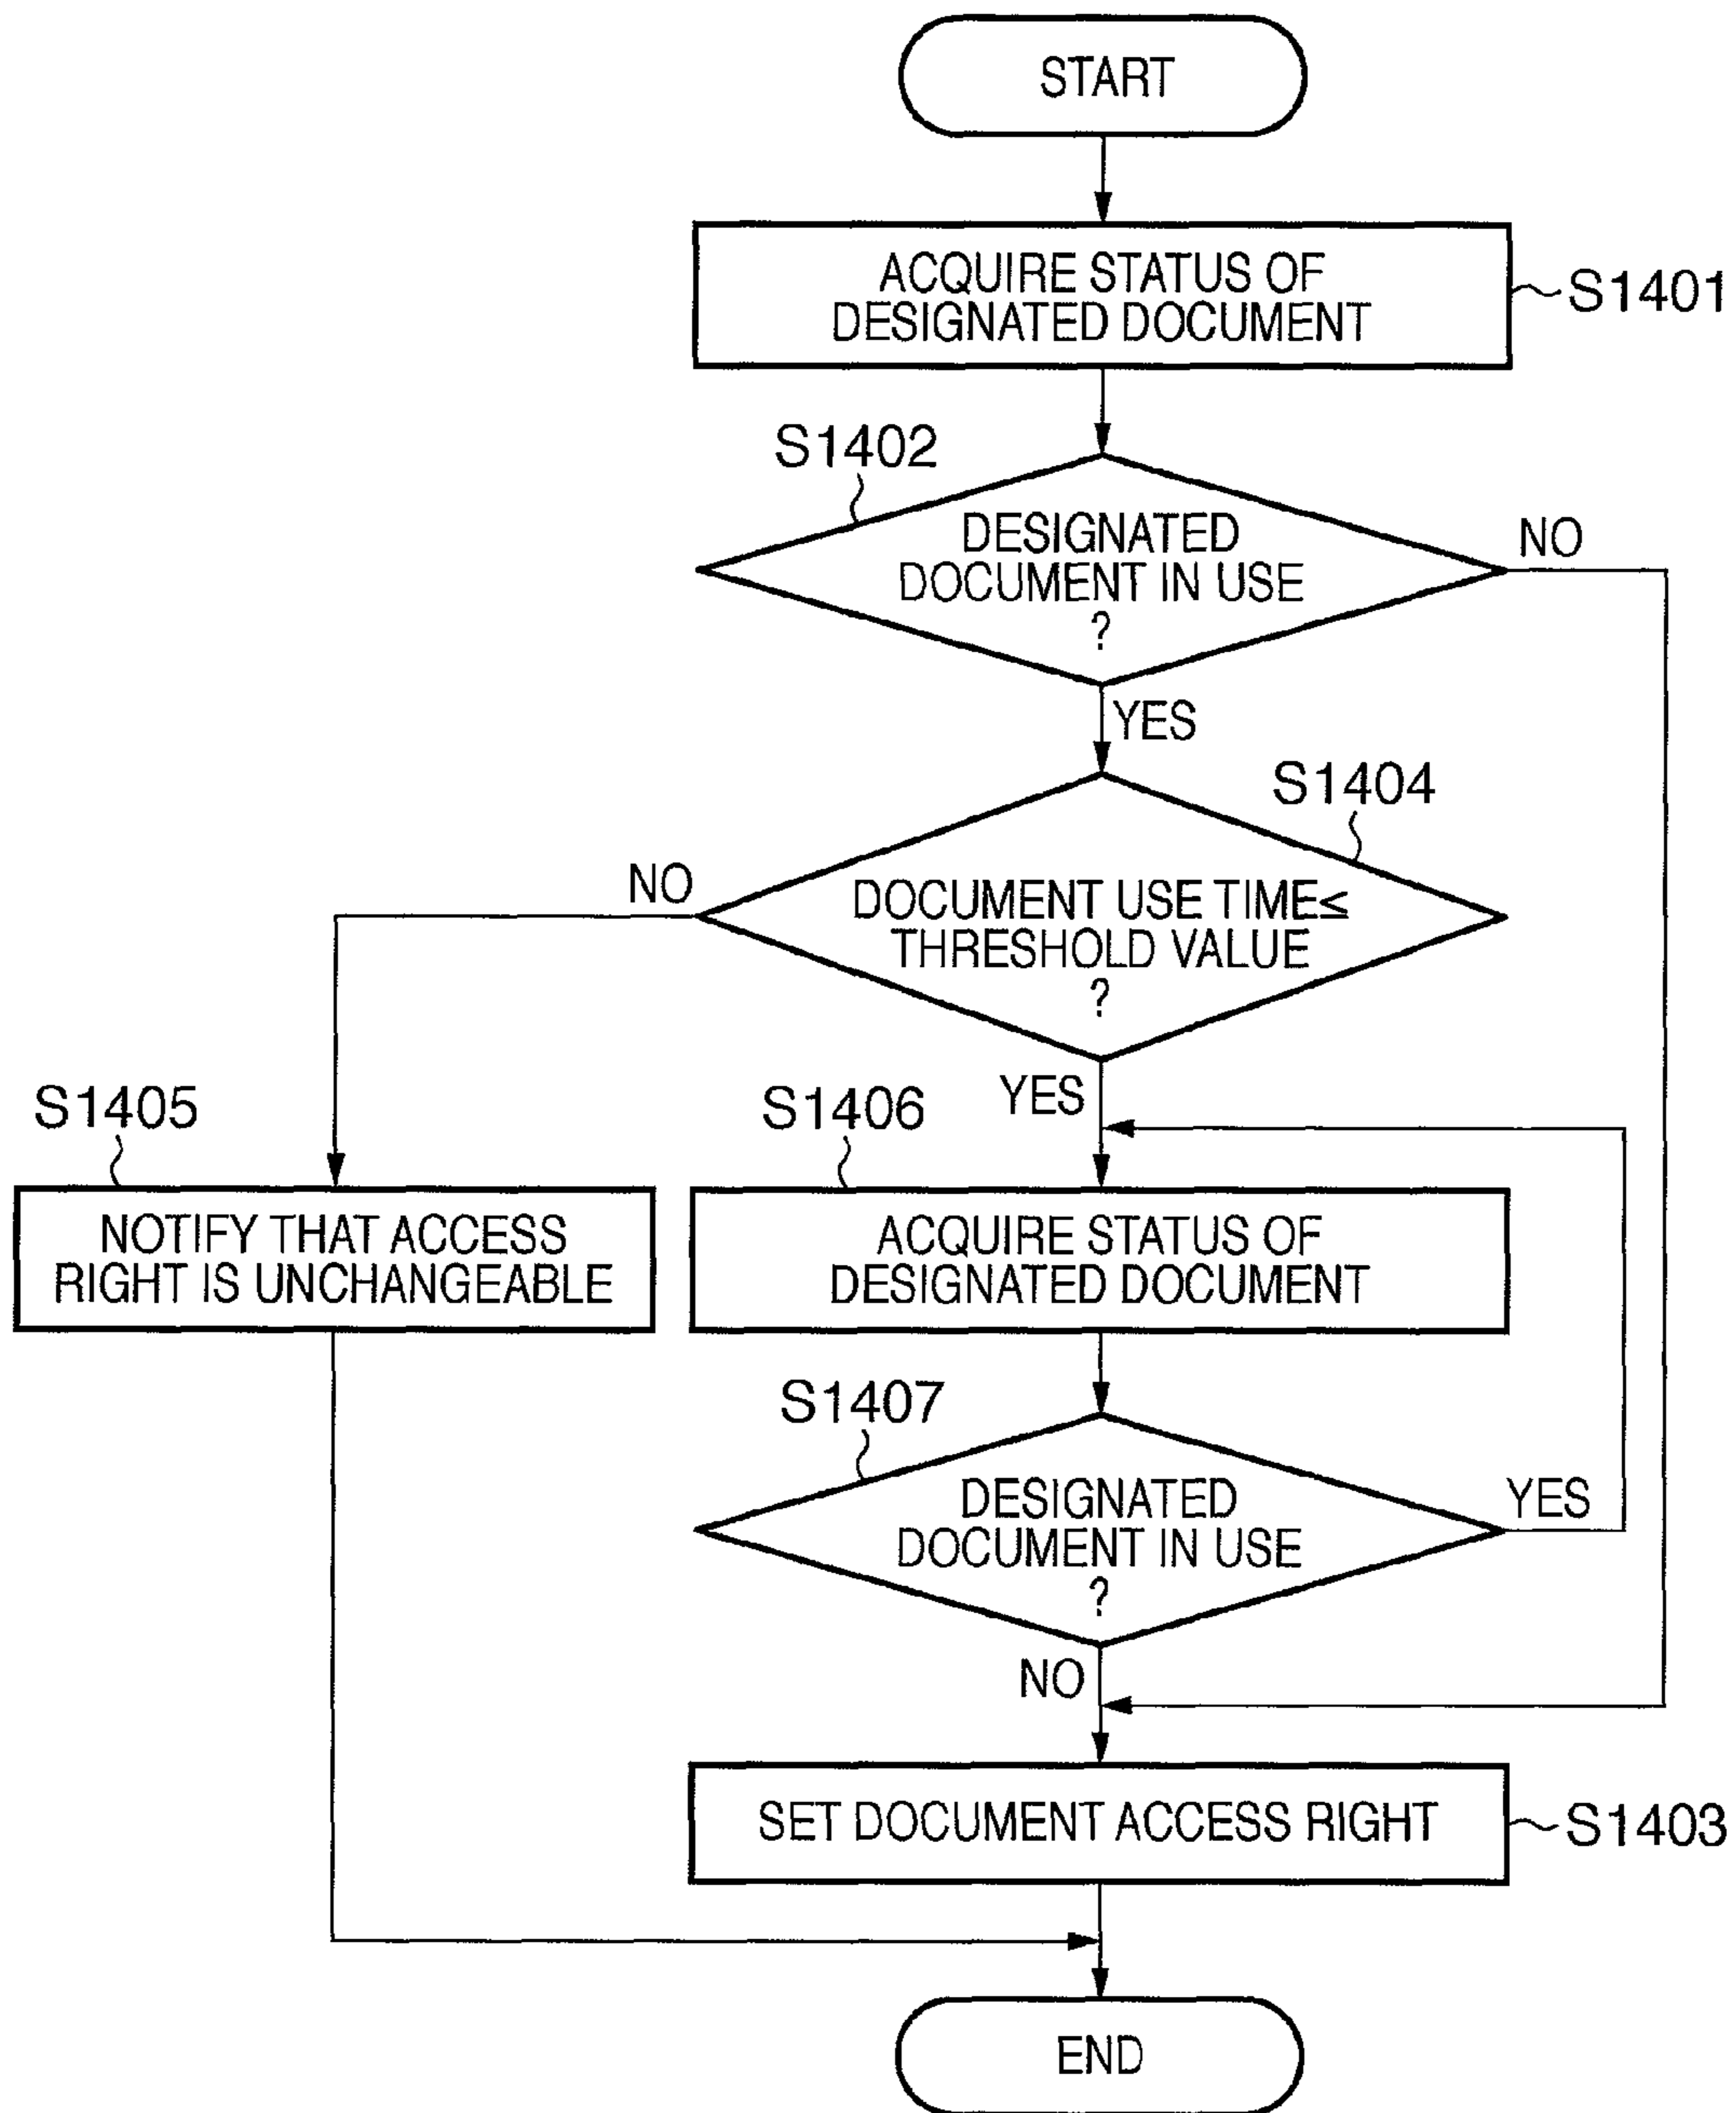 START
ACQUIRE STATUS OF
DESIGNATED DOCUMENT
S1401
S1402
DESIGNATED
DOCUMENT IN USE
?
NO
YES
S1404
NO
DOCUMENT USE TIME≤
THRESHOLD VALUE
?
YES
S1405
S1406
NOTIFY THAT ACCESS
RIGHT IS UNCHANGEABLE
ACQUIRE STATUS OF
DESIGNATED DOCUMENT
S1407
DESIGNATED
DOCUMENT IN USE
?
YES
NO
SET DOCUMENT ACCESS RIGHT
S1403
END